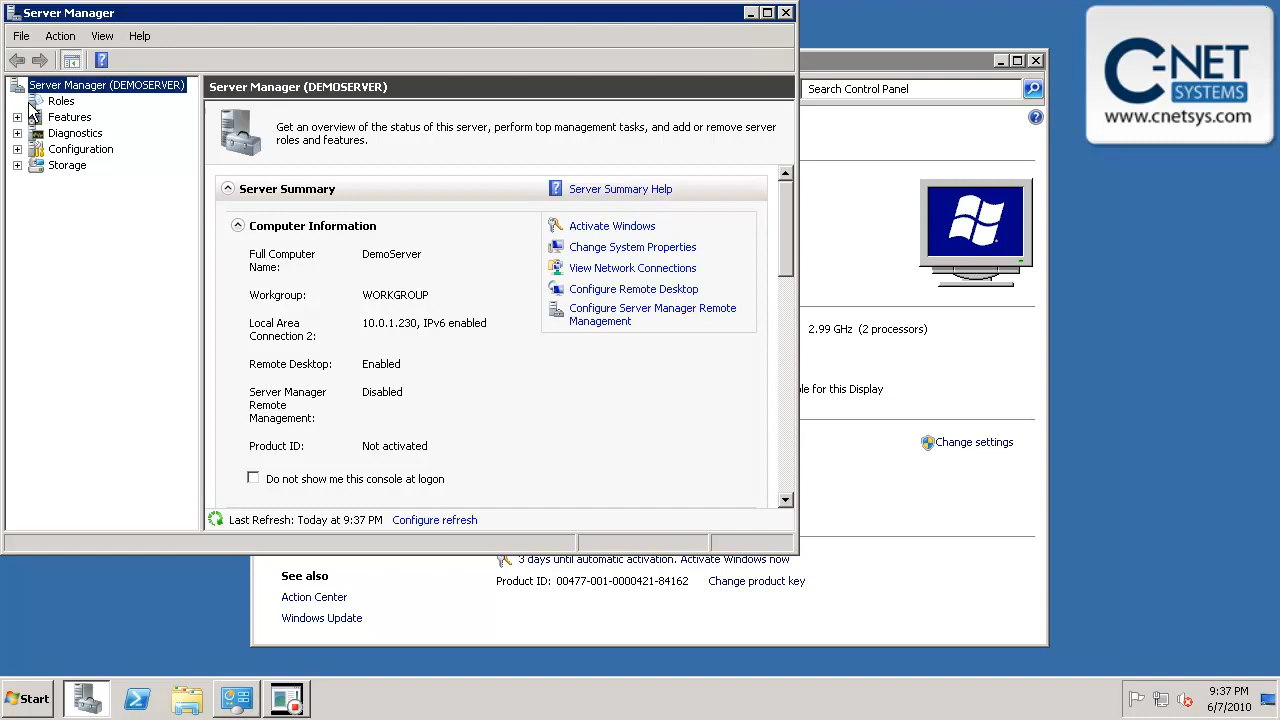 Server Manager
File Action View Help
Server Manager (DEMOSERVER)
Roles
Features
Diagnostics
Configuration
Storage
Server Manager (DEMOSERVER)
Get an overview of the status of this server, perform top management tasks, and add or remove server
roles and features.
Server Summary
Server Summary Help
Computer Information
Full Computer
Name:
DemoServer
Workgroup:
WORKGROUP
Local Area
Connection 2:
10.0.1.230, IPv6 enabled
Remote Desktop:
Enabled
Server Manager
Remote
Management:
Disabled
Product ID:
Not activated
Do not show me this console at logon
Activate Windows
Change System Properties
View Network Connections
Configure Remote Desktop
Configure Server Manager Remote
Management
Last Refresh: Today at 9:37 PM Configure refresh
Search Control Panel
2.99 GHz (2 processors)
le for this Display
Change settings
3 days until automatic activation. Activate Windows now
Product ID: 00477-001-0000421-84162 Change product key
See also
Action Center
Windows Update
C-NET
SYSTEMS
www.cnetsys.com
Start
9:37 PM
6/7/2010